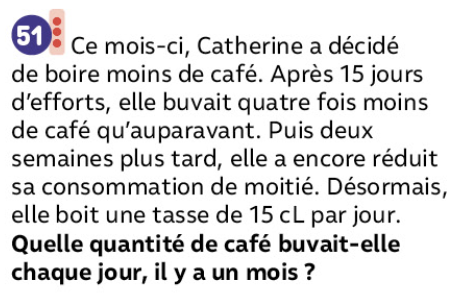 51 Ce mois-ci, Catherine a décidé
de boire moins de café. Après 15 jours
d'efforts, elle buvait quatre fois moins
de café qu'auparavant. Puis deux
semaines plus tard, elle a encore réduit
sa consommation de moitié. Désormais,
elle boit une tasse de 15 cL par jour.
Quelle quantité de café buvait-elle
chaque jour, il y a un mois ?